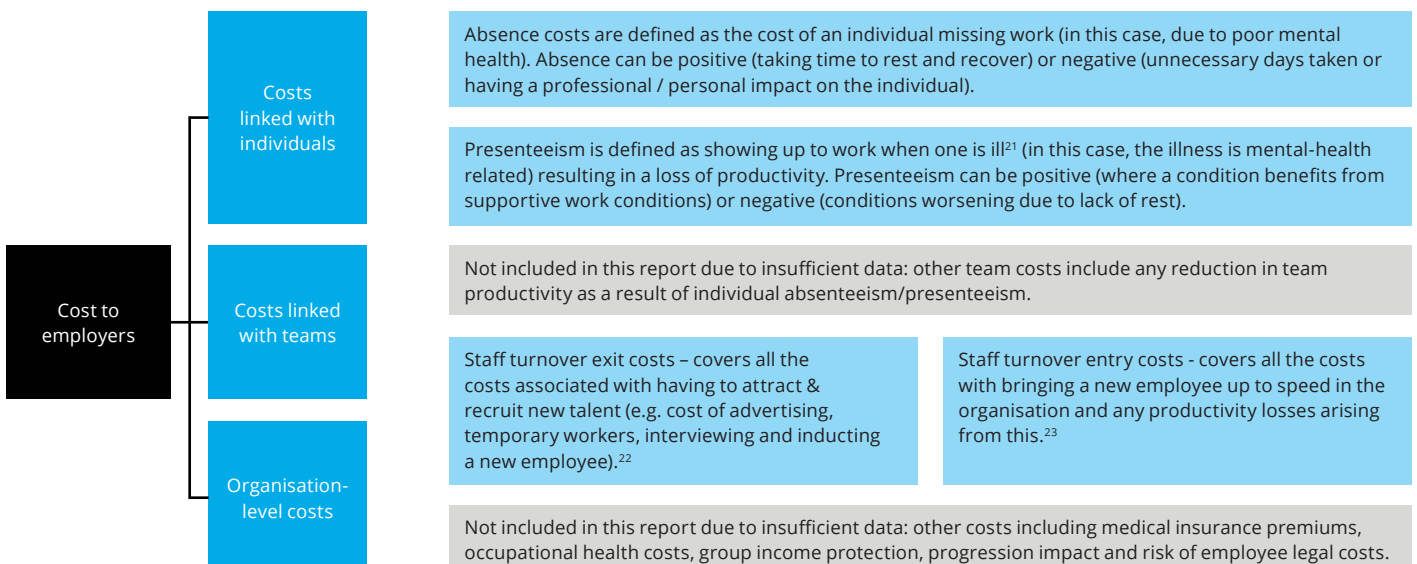 Cost to
employers
Costs
linked with
individuals
Absence costs are defined as the cost of an individual missing work (in this case, due to poor mental
health). Absence can be positive (taking time to rest and recover) or negative (unnecessary days taken or
having a professional / personal impact on the individual).
Presenteeism is defined as showing up to work when one is ill²¹ (in this case, the illness is mental-health
related) resulting in a loss of productivity. Presenteeism can be positive (where a condition benefits from
supportive work conditions) or negative (conditions worsening due to lack of rest).
Costs linked
with teams
Not included in this report due to insufficient data: other team costs include any reduction in team
productivity as a result of individual absenteeism/presenteeism.
Staff turnover exit costs – covers all the
costs associated with having to attract &
recruit new talent (e.g. cost of advertising,
temporary workers, interviewing and inducting
a new employee).²²
Staff turnover entry costs - covers all the costs
with bringing a new employee up to speed in the
organisation and any productivity losses arising
from this.²³
Organisation-
level costs
Not included in this report due to insufficient data: other costs including medical insurance premiums,
occupational health costs, group income protection, progression impact and risk of employee legal costs.